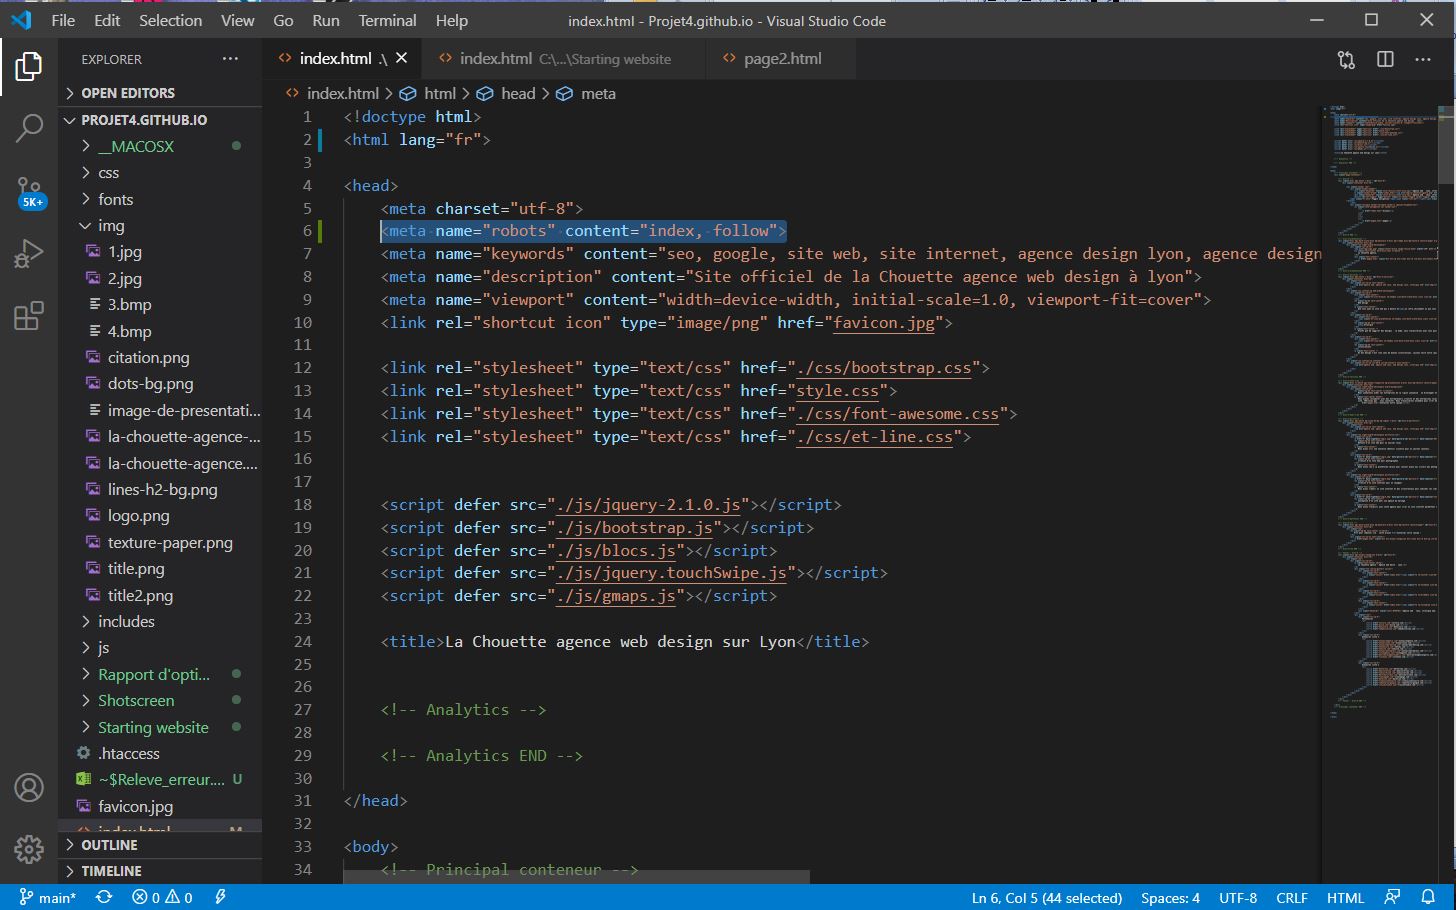 File Edit Selection View Go Run Terminal Help
index.html - Projet4.github.io - Visual Studio Code
EXPLORER
OPEN EDITORS
PROJET4.GITHUB.IO
__MACOSX
css
fonts
img
1.jpg
2.jpg
3.bmp
4.bmp
citation.png
dots-bg.png
image-de-presentati...
la-chouette-agence-...
la-chouette-agence....
lines-h2-bg.png
logo.png
texture-paper.png
title.png
title2.png
includes
js
Rapport d'opti...
Shotscreen
Starting website
.htaccess
~$Releve_erreur.... U
favicon.jpg
index.html M
OUTLINE
TIMELINE
5K+
index.html .\ index.html C:\...\Starting website page2.html
index.html > html > head > meta
1 <!doctype html>
2 <html lang="fr">
3
4 <head>
5 <meta charset="utf-8">
6 <meta name="robots" content="index, follow">
7 <meta name="keywords" content="seo, google, site web, site internet, agence design lyon, agence design
8 <meta name="description" content="Site officiel de la Chouette agence web design à lyon">
9 <meta name="viewport" content="width=device-width, initial-scale=1.0, viewport-fit=cover">
10 <link rel="shortcut icon" type="image/png" href="favicon.jpg">
11
12 <link rel="stylesheet" type="text/css" href="./css/bootstrap.css">
13 <link rel="stylesheet" type="text/css" href="style.css">
14 <link rel="stylesheet" type="text/css" href="./css/font-awesome.css">
15 <link rel="stylesheet" type="text/css" href="./css/et-line.css">
16
17
18 <script defer src="./js/jquery-2.1.0.js"></script>
19 <script defer src="./js/bootstrap.js"></script>
20 <script defer src="./js/blocs.js"></script>
21 <script defer src="./js/jquery.touchSwipe.js"></script>
22 <script defer src="./js/gmaps.js"></script>
23
24 <title>La Chouette agence web design sur Lyon</title>
25
26
27 <!-- Analytics -->
28
29 <!-- Analytics END -->
30
31 </head>
32
33 <body>
34 <!-- Principal conteneur -->
main* 0 0 Ln 6, Col 5 (44 selected) Spaces: 4 UTF-8 CRLF HTML